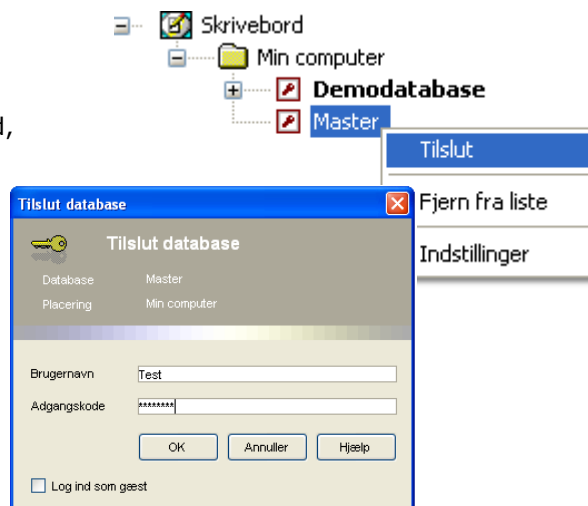 Skrivebord
Min computer
Demodatabase
Master
Tilslut
Fjern fra liste
Indstillinger
Tilslut database
Tilslut database
Database Master
Placering Min computer
Brugernavn Test
Adgangskode ********
OK Annuller Hjælp
Log ind som gæst